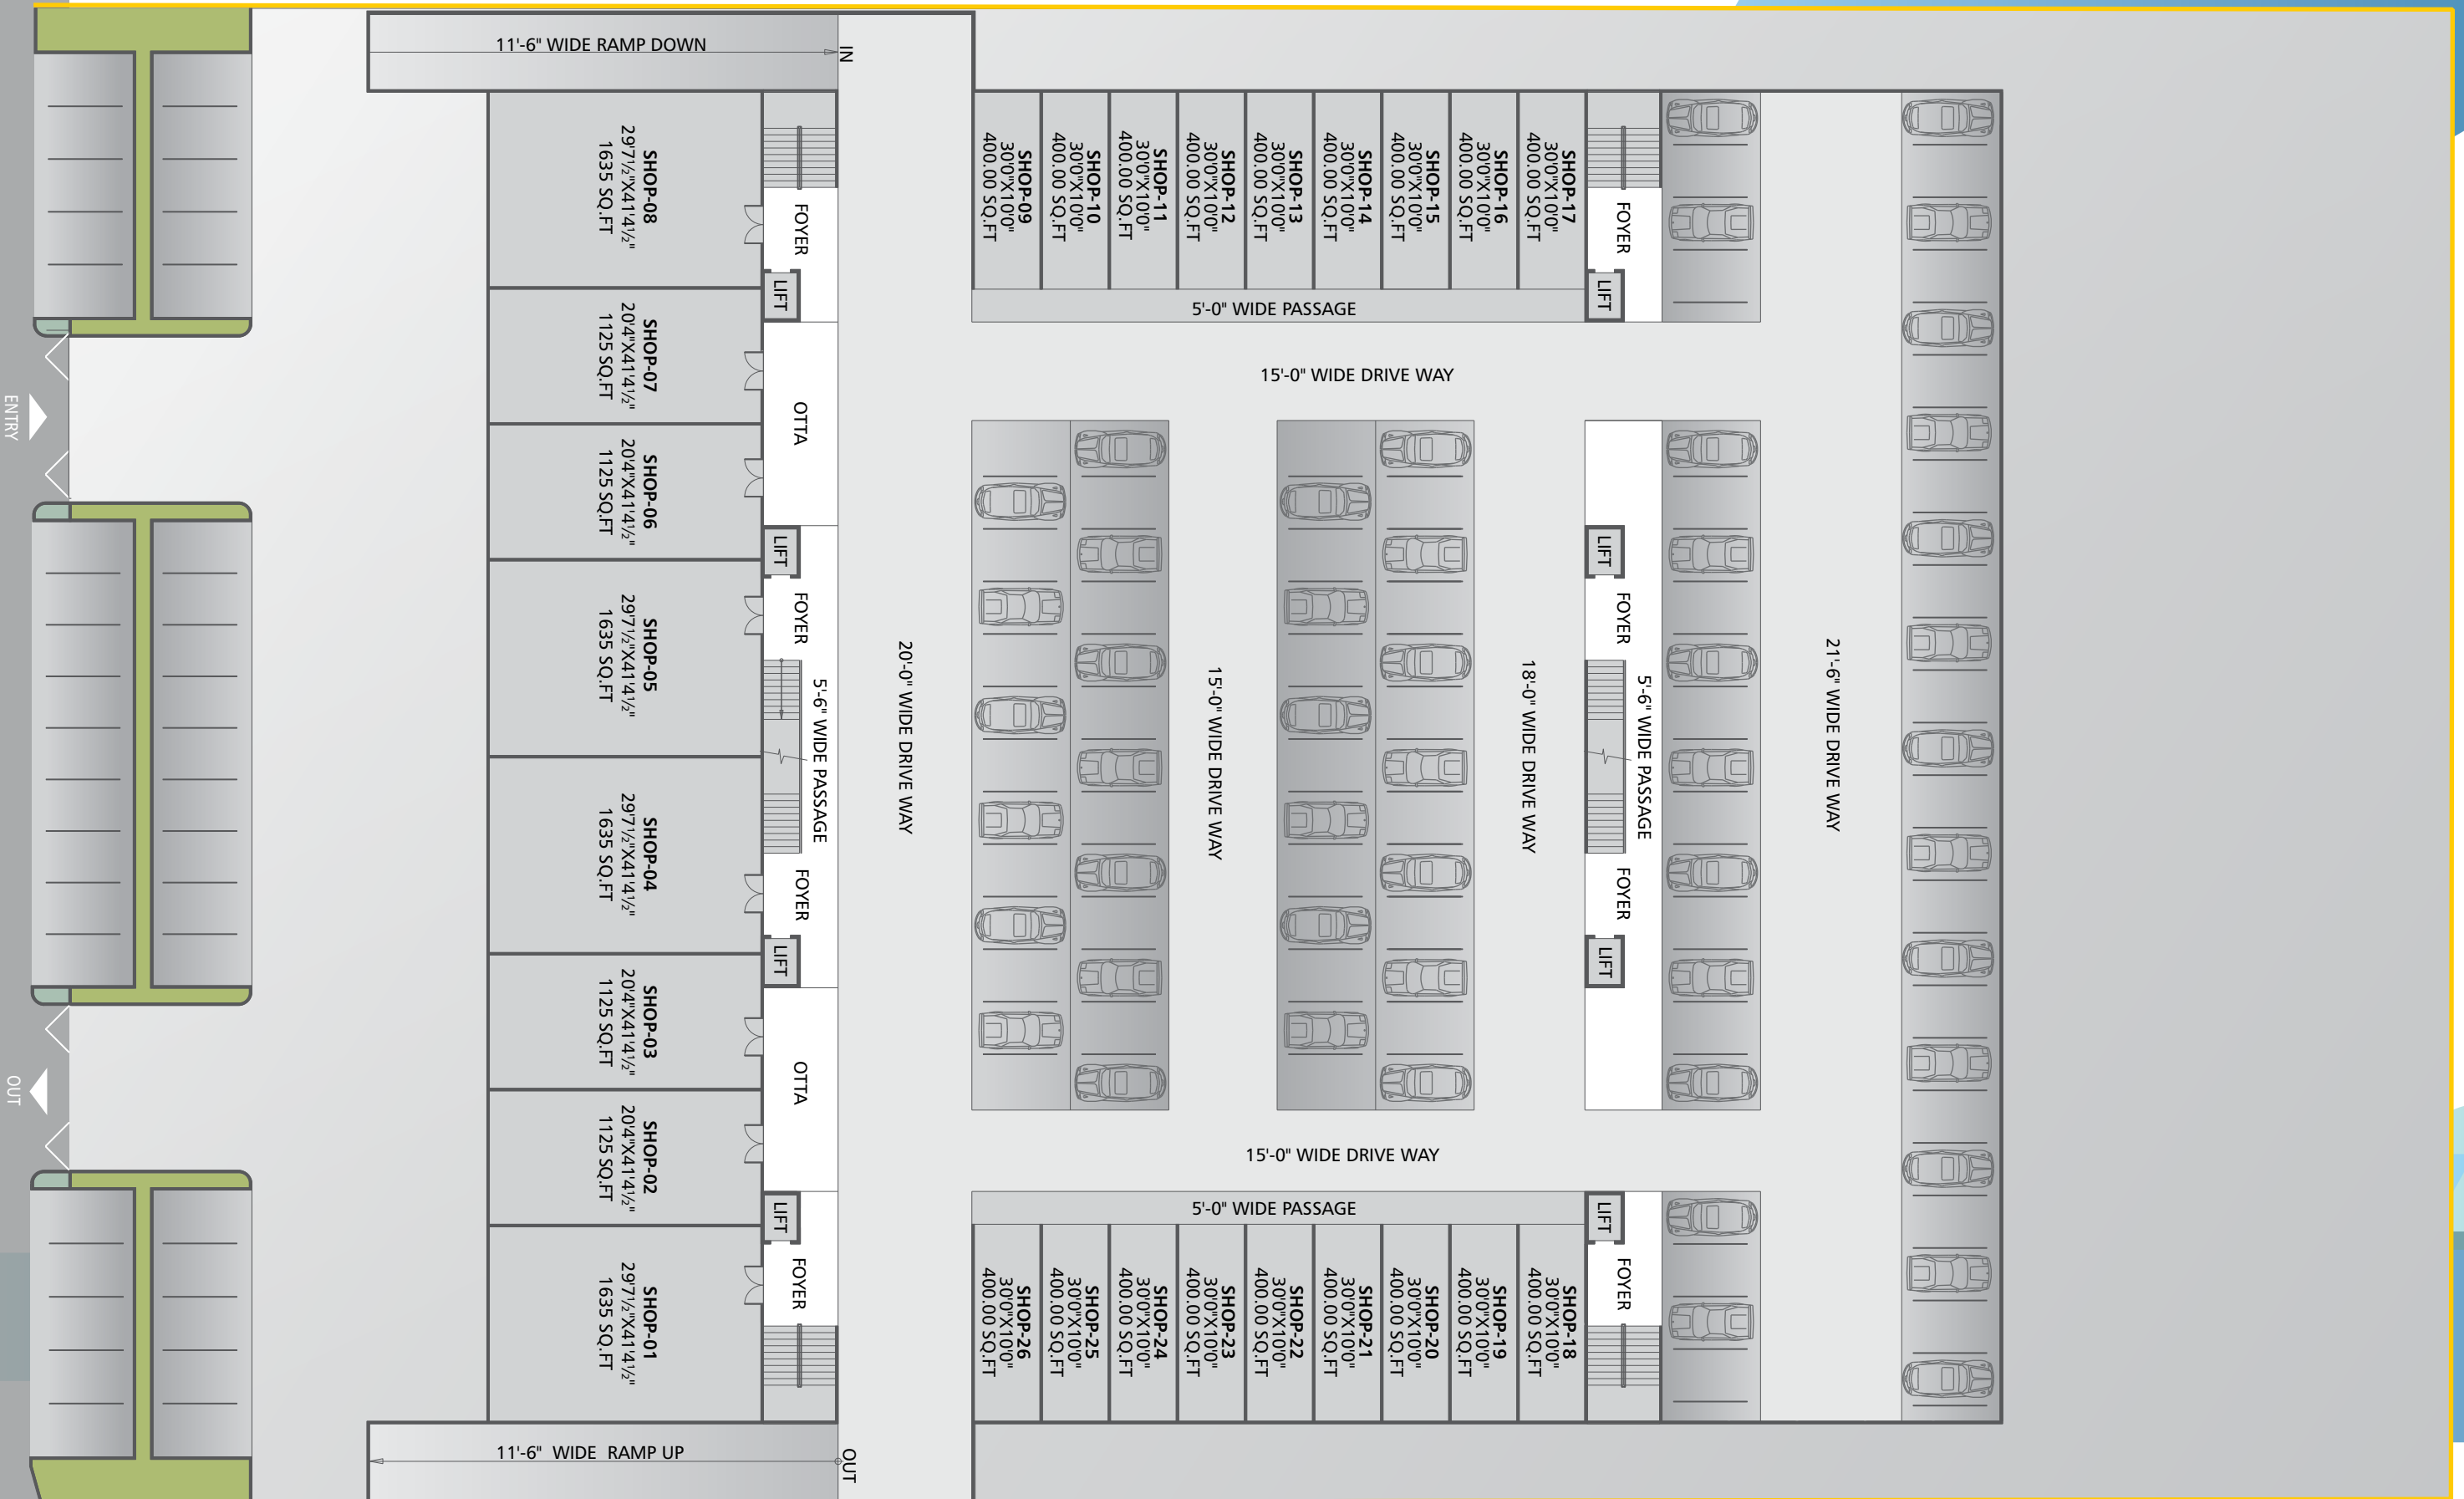 11'-6" WIDE RAMP DOWN
IN
ENTRY
OUT
SHOP-08
29'7½"X41'4½"
1635 SQ.FT
SHOP-07
20'4"X41'4½"
1125 SQ.FT
SHOP-06
20'4"X41'4½"
1125 SQ.FT
SHOP-05
29'7½"X41'4½"
1635 SQ.FT
SHOP-04
29'7½"X41'4½"
1635 SQ.FT
SHOP-03
20'4"X41'4½"
1125 SQ.FT
SHOP-02
20'4"X41'4½"
1125 SQ.FT
SHOP-01
29'7½"X41'4½"
1635 SQ.FT
FOYER
LIFT
OTTA
LIFT
FOYER
5'-6" WIDE PASSAGE
FOYER
LIFT
OTTA
LIFT
FOYER
20'-0" WIDE DRIVE WAY
SHOP-09
30'0"X10'0"
400.00 SQ.FT
SHOP-10
30'0"X10'0"
400.00 SQ.FT
SHOP-11
30'0"X10'0"
400.00 SQ.FT
SHOP-12
30'0"X10'0"
400.00 SQ.FT
SHOP-13
30'0"X10'0"
400.00 SQ.FT
SHOP-14
30'0"X10'0"
400.00 SQ.FT
SHOP-15
30'0"X10'0"
400.00 SQ.FT
SHOP-16
30'0"X10'0"
400.00 SQ.FT
SHOP-17
30'0"X10'0"
400.00 SQ.FT
FOYER
LIFT
5'-0" WIDE PASSAGE
15'-0" WIDE DRIVE WAY
15'-0" WIDE DRIVE WAY
18'-0" WIDE DRIVE WAY
LIFT
FOYER
5'-6" WIDE PASSAGE
FOYER
LIFT
21'-6" WIDE DRIVE WAY
15'-0" WIDE DRIVE WAY
5'-0" WIDE PASSAGE
LIFT
FOYER
SHOP-26
30'0"X10'0"
400.00 SQ.FT
SHOP-25
30'0"X10'0"
400.00 SQ.FT
SHOP-24
30'0"X10'0"
400.00 SQ.FT
SHOP-23
30'0"X10'0"
400.00 SQ.FT
SHOP-22
30'0"X10'0"
400.00 SQ.FT
SHOP-21
30'0"X10'0"
400.00 SQ.FT
SHOP-20
30'0"X10'0"
400.00 SQ.FT
SHOP-19
30'0"X10'0"
400.00 SQ.FT
SHOP-18
30'0"X10'0"
400.00 SQ.FT
11'-6" WIDE RAMP UP
OUT